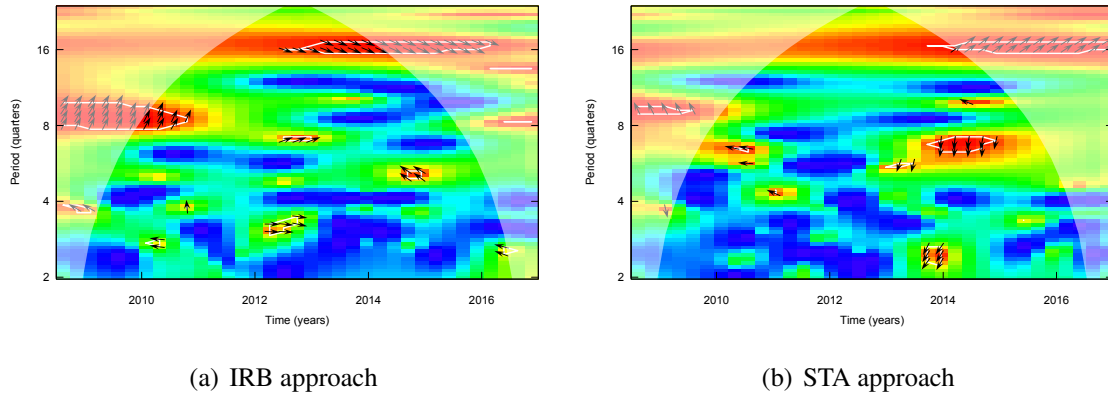 16
8
4
2
Period (quarters)
2010 2012 2014 2016
Time (years)
(a) IRB approach
16
8
4
2
Period (quarters)
2010 2012 2014 2016
Time (years)
(b) STA approach